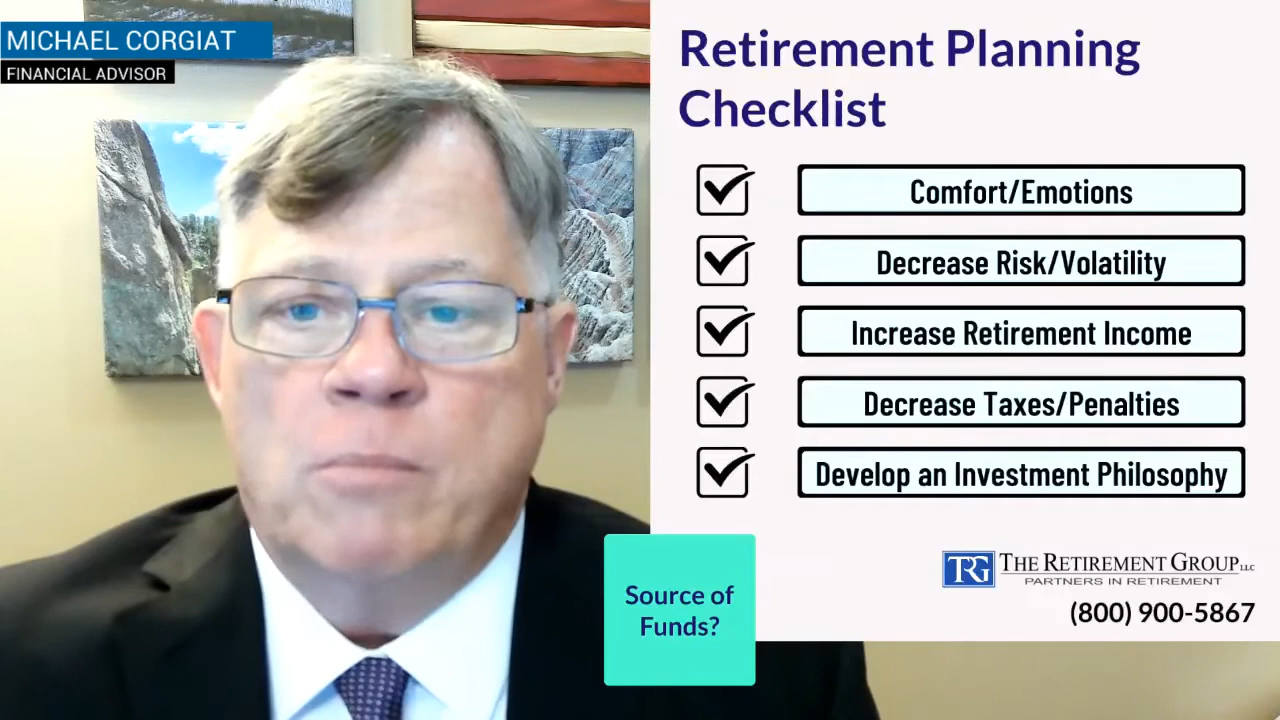 MICHAEL CORGIAT
FINANCIAL ADVISOR
Retirement Planning
Checklist
Comfort/Emotions
Decrease Risk/Volatility
Increase Retirement Income
Decrease Taxes/Penalties
Develop an Investment Philosophy
Source of
Funds?
TRG THE RETIREMENT GROUP LLC
PARTNERS IN RETIREMENT
(800) 900-5867